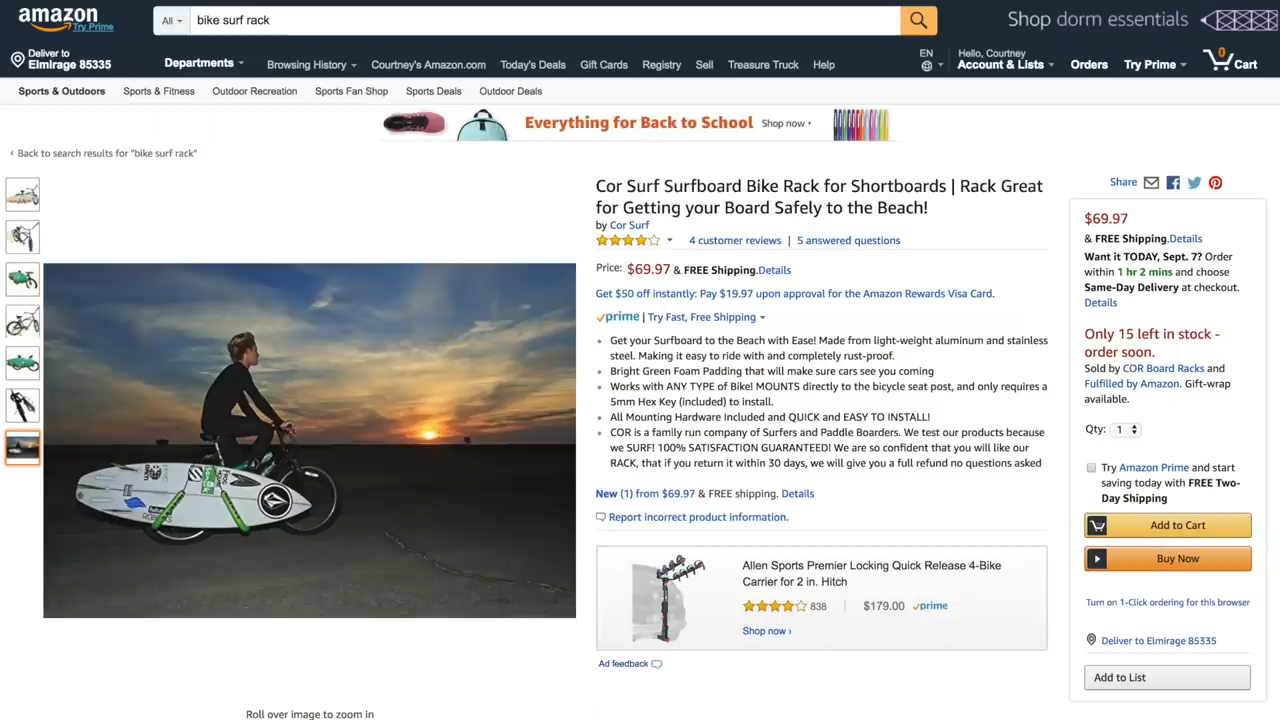 amazon
Try Prime
All
bike surf rack
Shop dorm essentials
Deliver to
Elmirage 85335
Departments
Browsing History
Courtney's Amazon.com
Today's Deals
Gift Cards
Registry
Sell
Treasure Truck
Help
EN
Hello, Courtney
Account & Lists
Orders
Try Prime
0
Cart
Sports & Outdoors
Sports & Fitness
Outdoor Recreation
Sports Fan Shop
Sports Deals
Outdoor Deals
Everything for Back to School
Shop now ›
‹ Back to search results for "bike surf rack"
Cor Surf Surfboard Bike Rack for Shortboards | Rack Great
for Getting your Board Safely to the Beach!
by Cor Surf
4 customer reviews | 5 answered questions
Price: $69.97 & FREE Shipping.Details
Get $50 off instantly: Pay $19.97 upon approval for the Amazon Rewards Visa Card.
prime | Try Fast, Free Shipping
Get your Surfboard to the Beach with Ease! Made from light-weight aluminum and stainless
steel. Making it easy to ride with and completely rust-proof.
Bright Green Foam Padding that will make sure cars see you coming
Works with ANY TYPE of Bike! MOUNTS directly to the bicycle seat post, and only requires a
5mm Hex Key (included) to install.
All Mounting Hardware Included and QUICK and EASY TO INSTALL!
COR is a family run company of Surfers and Paddle Boarders. We test our products because
we SURF! 100% SATISFACTION GUARANTEED! We are so confident that you will like our
RACK, that if you return it within 30 days, we will give you a full refund no questions asked
New (1) from $69.97 & FREE shipping. Details
Report incorrect product information.
Allen Sports Premier Locking Quick Release 4-Bike
Carrier for 2 in. Hitch
838 | $179.00 prime
Shop now ›
Ad feedback
Roll over image to zoom in
Share
$69.97
& FREE Shipping.Details
Want it TODAY, Sept. 7? Order
within 1 hr 2 mins and choose
Same-Day Delivery at checkout.
Details
Only 15 left in stock -
order soon.
Sold by COR Board Racks and
Fulfilled by Amazon. Gift-wrap
available.
Qty: 1
Try Amazon Prime and start
saving today with FREE Two-
Day Shipping
Add to Cart
Buy Now
Turn on 1-Click ordering for this browser
Deliver to Elmirage 85335
Add to List